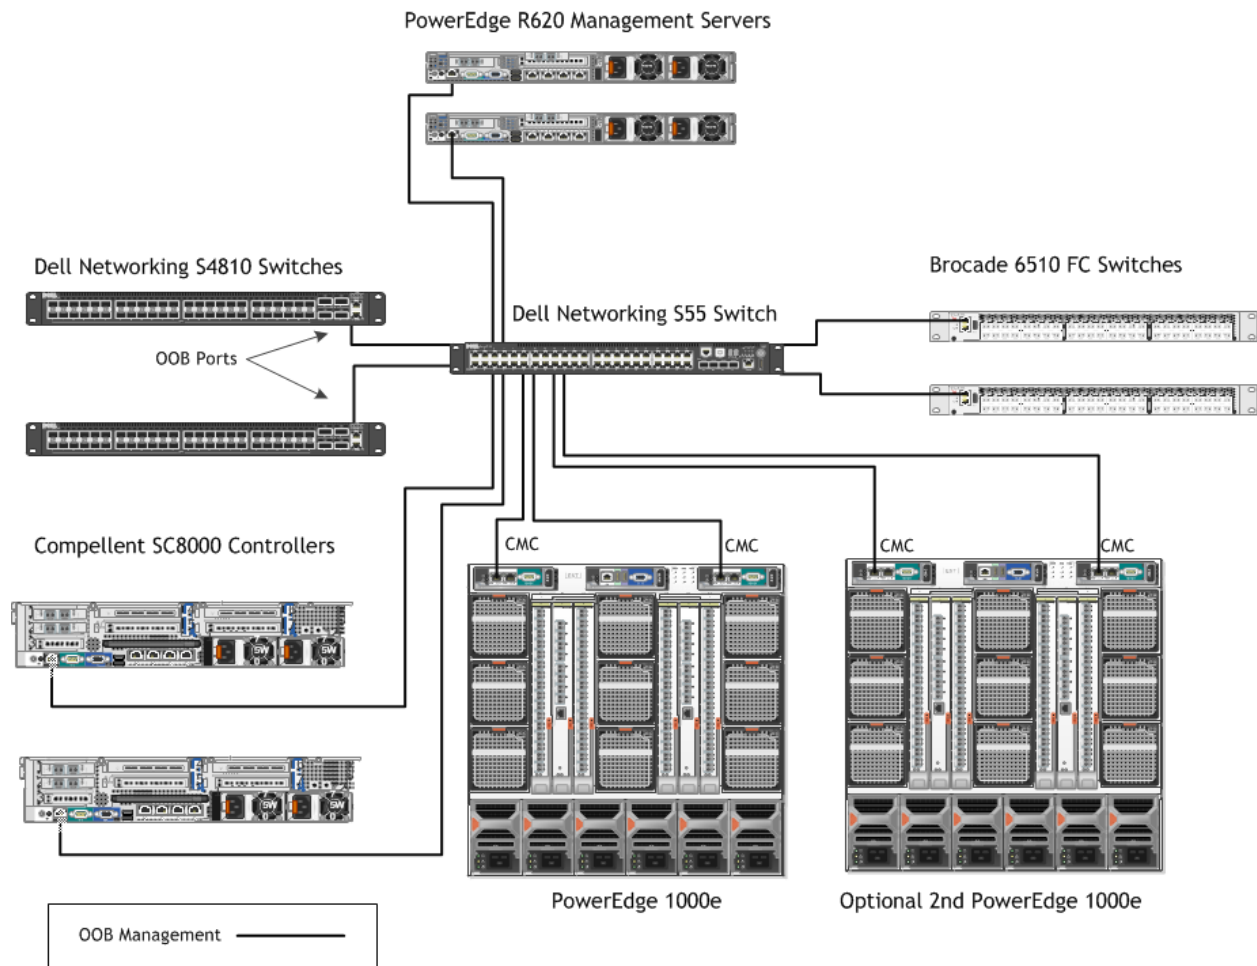 PowerEdge R620 Management Servers
Dell Networking S4810 Switches
Brocade 6510 FC Switches
Dell Networking S55 Switch
OOB Ports
Compellent SC8000 Controllers
CMC
CMC
CMC
CMC
PowerEdge 1000e
Optional 2nd PowerEdge 1000e
OOB Management